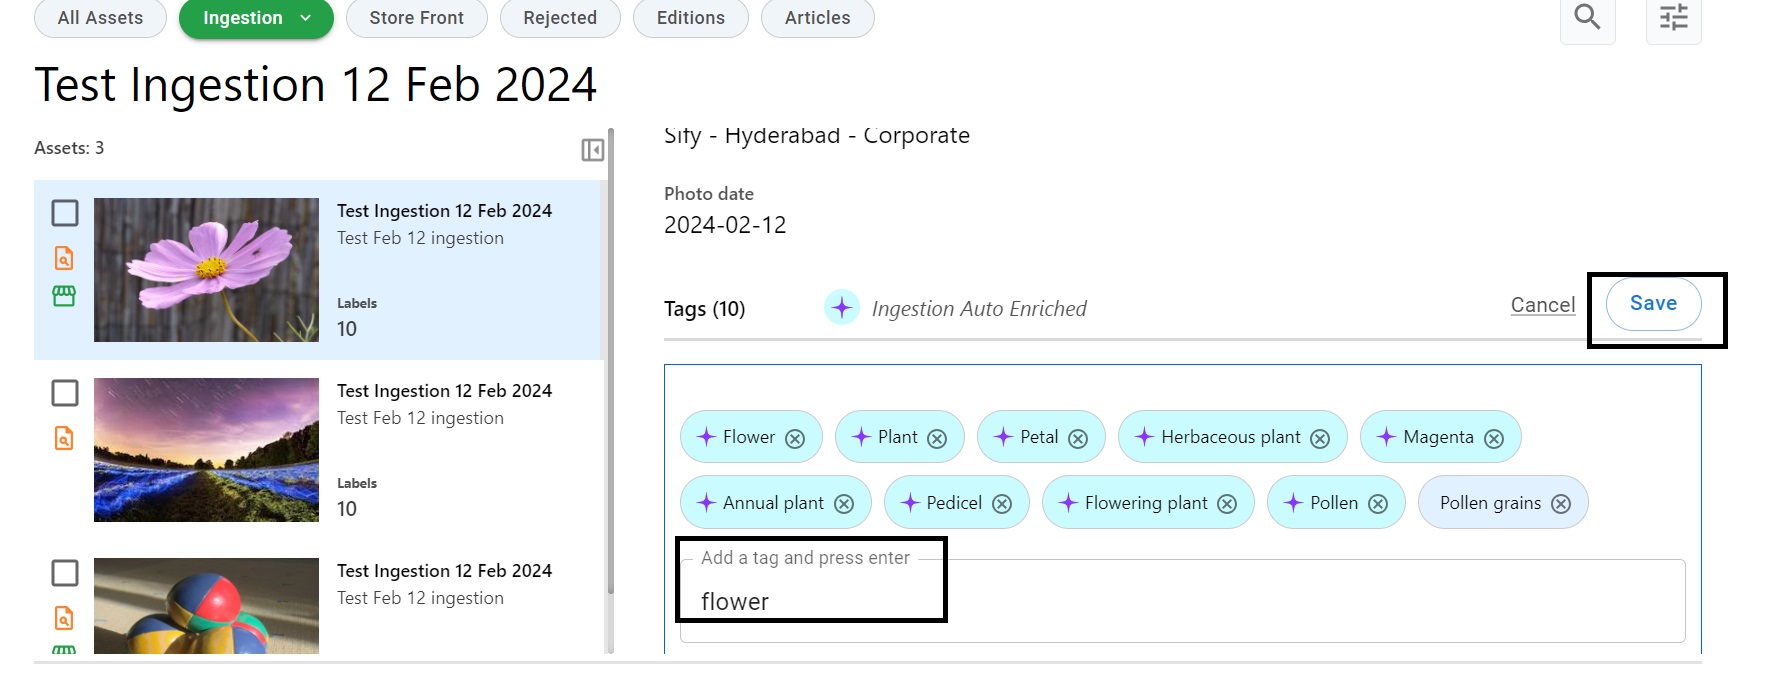 All Assets
Ingestion
Store Front
Rejected
Editions
Articles
Test Ingestion 12 Feb 2024
Assets: 3
Test Ingestion 12 Feb 2024
Test Feb 12 ingestion
Labels
10
Test Ingestion 12 Feb 2024
Test Feb 12 ingestion
Labels
10
Test Ingestion 12 Feb 2024
Test Feb 12 ingestion
Sify - Hyderabad - Corporate
Photo date
2024-02-12
Tags (10)
Ingestion Auto Enriched
Cancel
Save
Flower
Plant
Petal
Herbaceous plant
Magenta
Annual plant
Pedicel
Flowering plant
Pollen
Pollen grains
Add a tag and press enter
flower